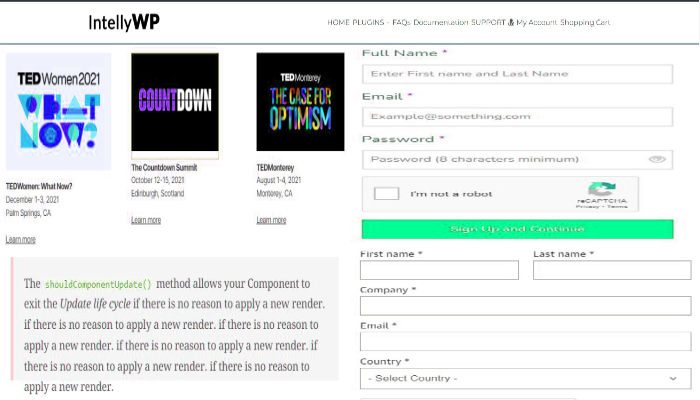 IntellyWP
HOME PLUGINS - FAQs Documentation SUPPORT My Account Shopping Cart
TEDWomen 2021
WHAT
NOW?
TEDWomen: What Now?
December 1-3, 2021
Palm Springs, CA
Learn more
COUNTDOWN
The Countdown Summit
October 12-15, 2021
Edinburgh, Scotland
Learn more
TEDMonterey
THE CASE FOR
OPTIMISM
TEDMonterey
August 1-4, 2021
Monterey, CA
Learn more
The shouldComponentUpdate() method allows your Component to
exit the Update life cycle if there is no reason to apply a new render.
if there is no reason to apply a new render. if there is no reason to
apply a new render. if there is no reason to apply a new render. if
there is no reason to apply a new render. if there is no reason to
apply a new render.
Full Name *
Enter First name and Last Name
Email *
Example@something.com
Password *
Password (8 characters minimum)
I'm not a robot
reCAPTCHA
Privacy - Terms
Sign Up and Continue
First name * Last name *
Company *
Email *
Country *
- Select Country -